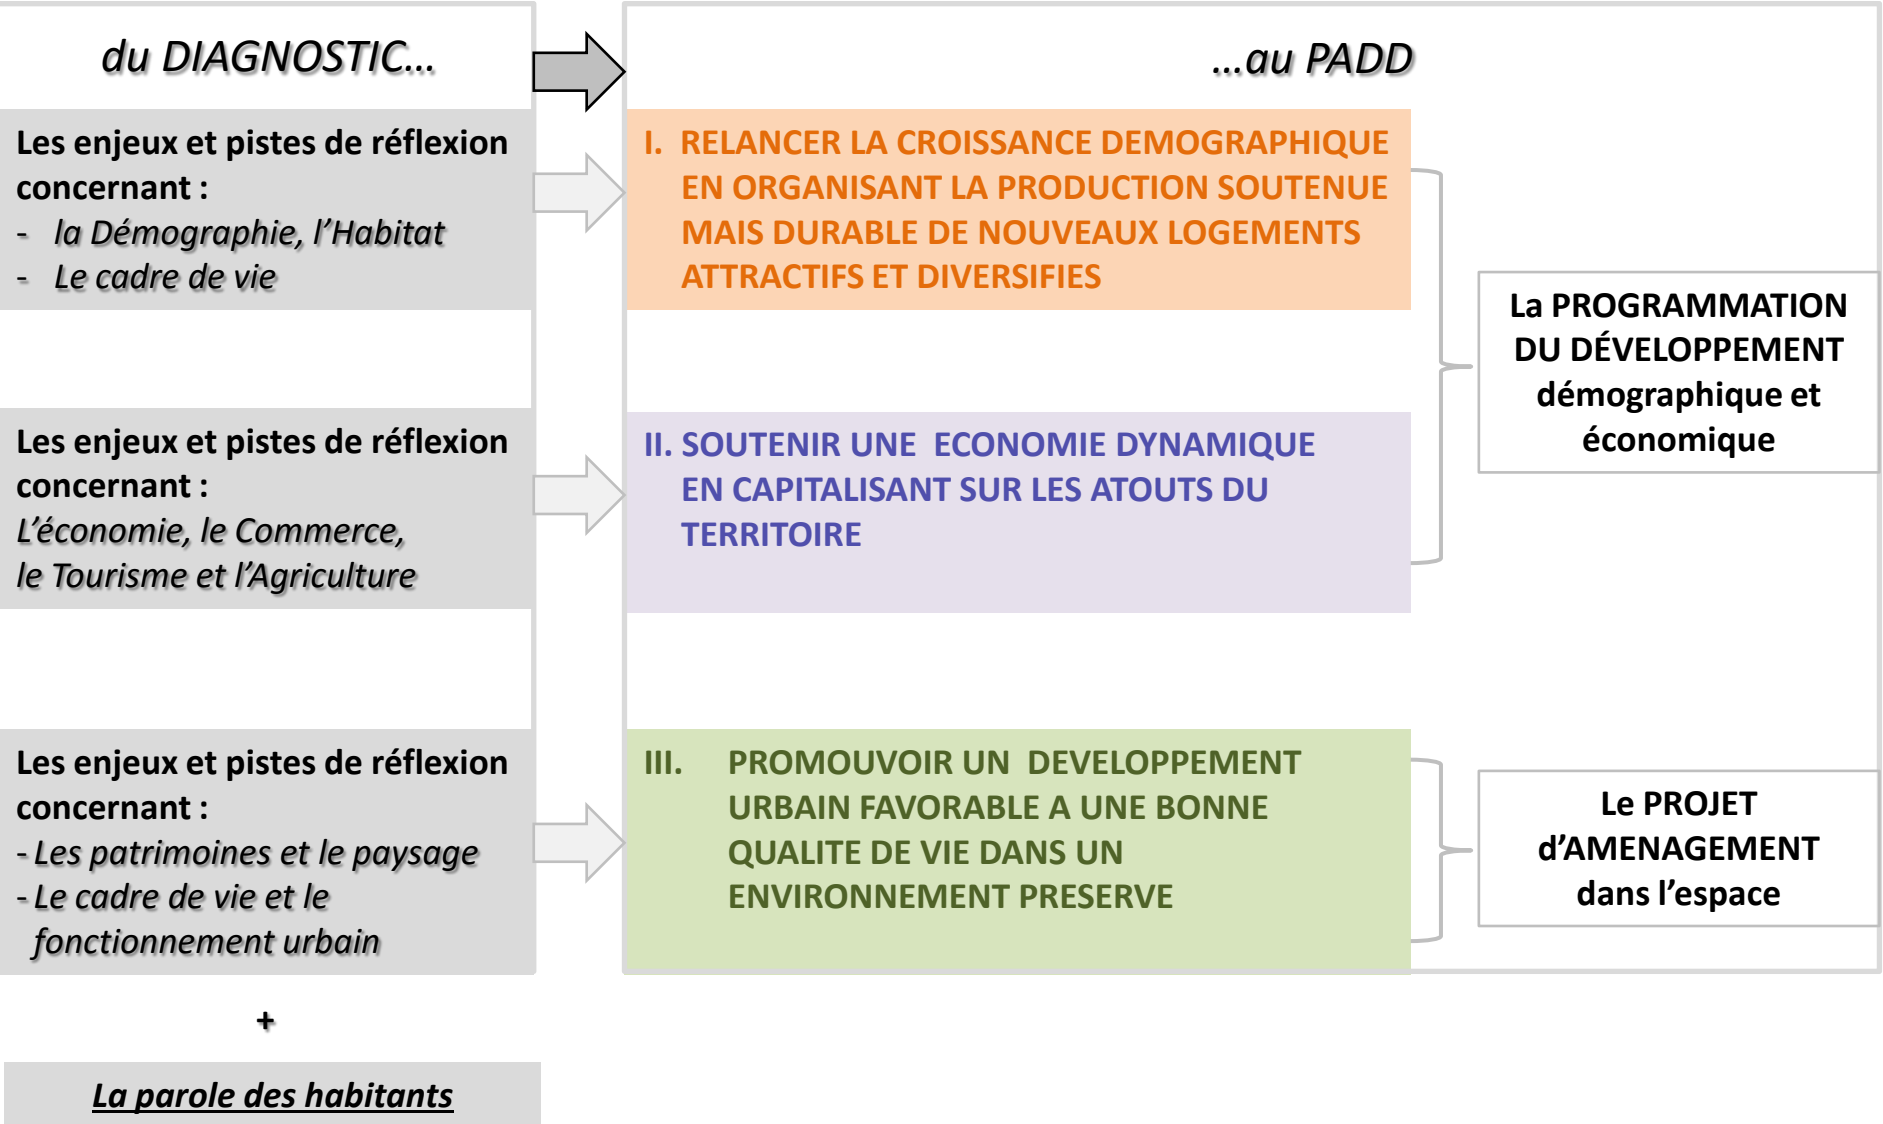 du DIAGNOSTIC...
...au PADD
Les enjeux et pistes de réflexion
concernant :
- la Démographie, l’Habitat
- Le cadre de vie
I. RELANCER LA CROISSANCE DEMOGRAPHIQUE
EN ORGANISANT LA PRODUCTION SOUTENUE
MAIS DURABLE DE NOUVEAUX LOGEMENTS
ATTRACTIFS ET DIVERSIFIES
La PROGRAMMATION
DU DÉVELOPPEMENT
démographique et
économique
Les enjeux et pistes de réflexion
concernant :
L’économie, le Commerce,
le Tourisme et l’Agriculture
II. SOUTENIR UNE ECONOMIE DYNAMIQUE
EN CAPITALISANT SUR LES ATOUTS DU
TERRITOIRE
Les enjeux et pistes de réflexion
concernant :
- Les patrimoines et le paysage
- Le cadre de vie et le
fonctionnement urbain
III. PROMOUVOIR UN DEVELOPPEMENT
URBAIN FAVORABLE A UNE BONNE
QUALITE DE VIE DANS UN
ENVIRONNEMENT PRESERVE
Le PROJET
d’AMENAGEMENT
dans l’espace
+
La parole des habitants